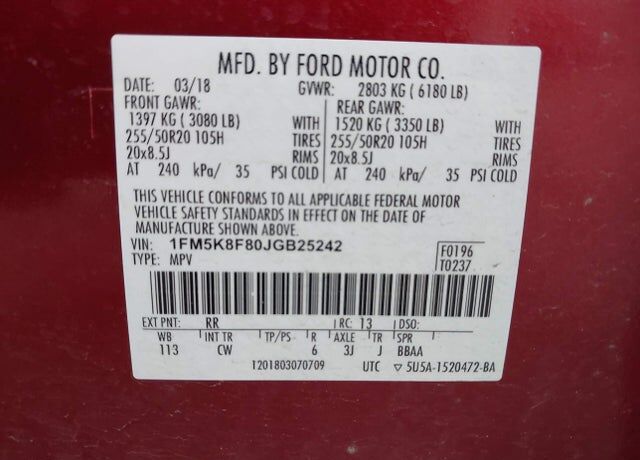 MFD. BY FORD MOTOR CO.
DATE: 03/18 GVWR: 2803 KG ( 6180 LB)
FRONT GAWR: REAR GAWR:
1397 KG ( 3080 LB) WITH 1520 KG ( 3350 LB) WITH
255/50R20 105H TIRES 255/50R20 105H TIRES
20x8.5J RIMS 20x8.5J RIMS
AT 240 kPa/ 35 PSI COLD AT 240 kPa/ 35 PSI COLD
THIS VEHICLE CONFORMS TO ALL APPLICABLE FEDERAL MOTOR
VEHICLE SAFETY STANDARDS IN EFFECT ON THE DATE OF
MANUFACTURE SHOWN ABOVE.
VIN: 1FM5K8F80JGB25242 F0196
TYPE: MPV T0237
EXT PNT: RR RC: 13 DSO:
WB INT TR TP/PS R AXLE TR SPR
113 CW 6 3J J BBAA
1201803070709 UTC ▽ 5U5A-1520472-BA